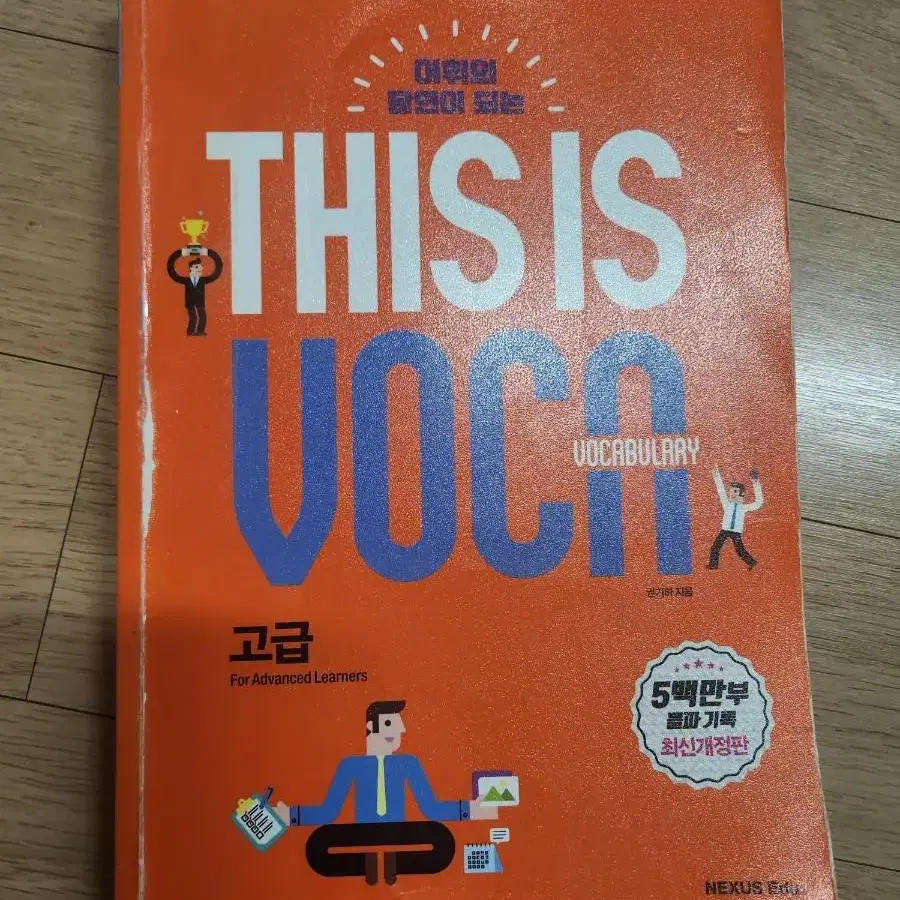 어휘의
달인이 되는
THIS IS
VOCA
VOCABULARY
권기하 지음
고급
For Advanced Learners
5백만부
돌파 기록
최신개정판
NEXUS Edu